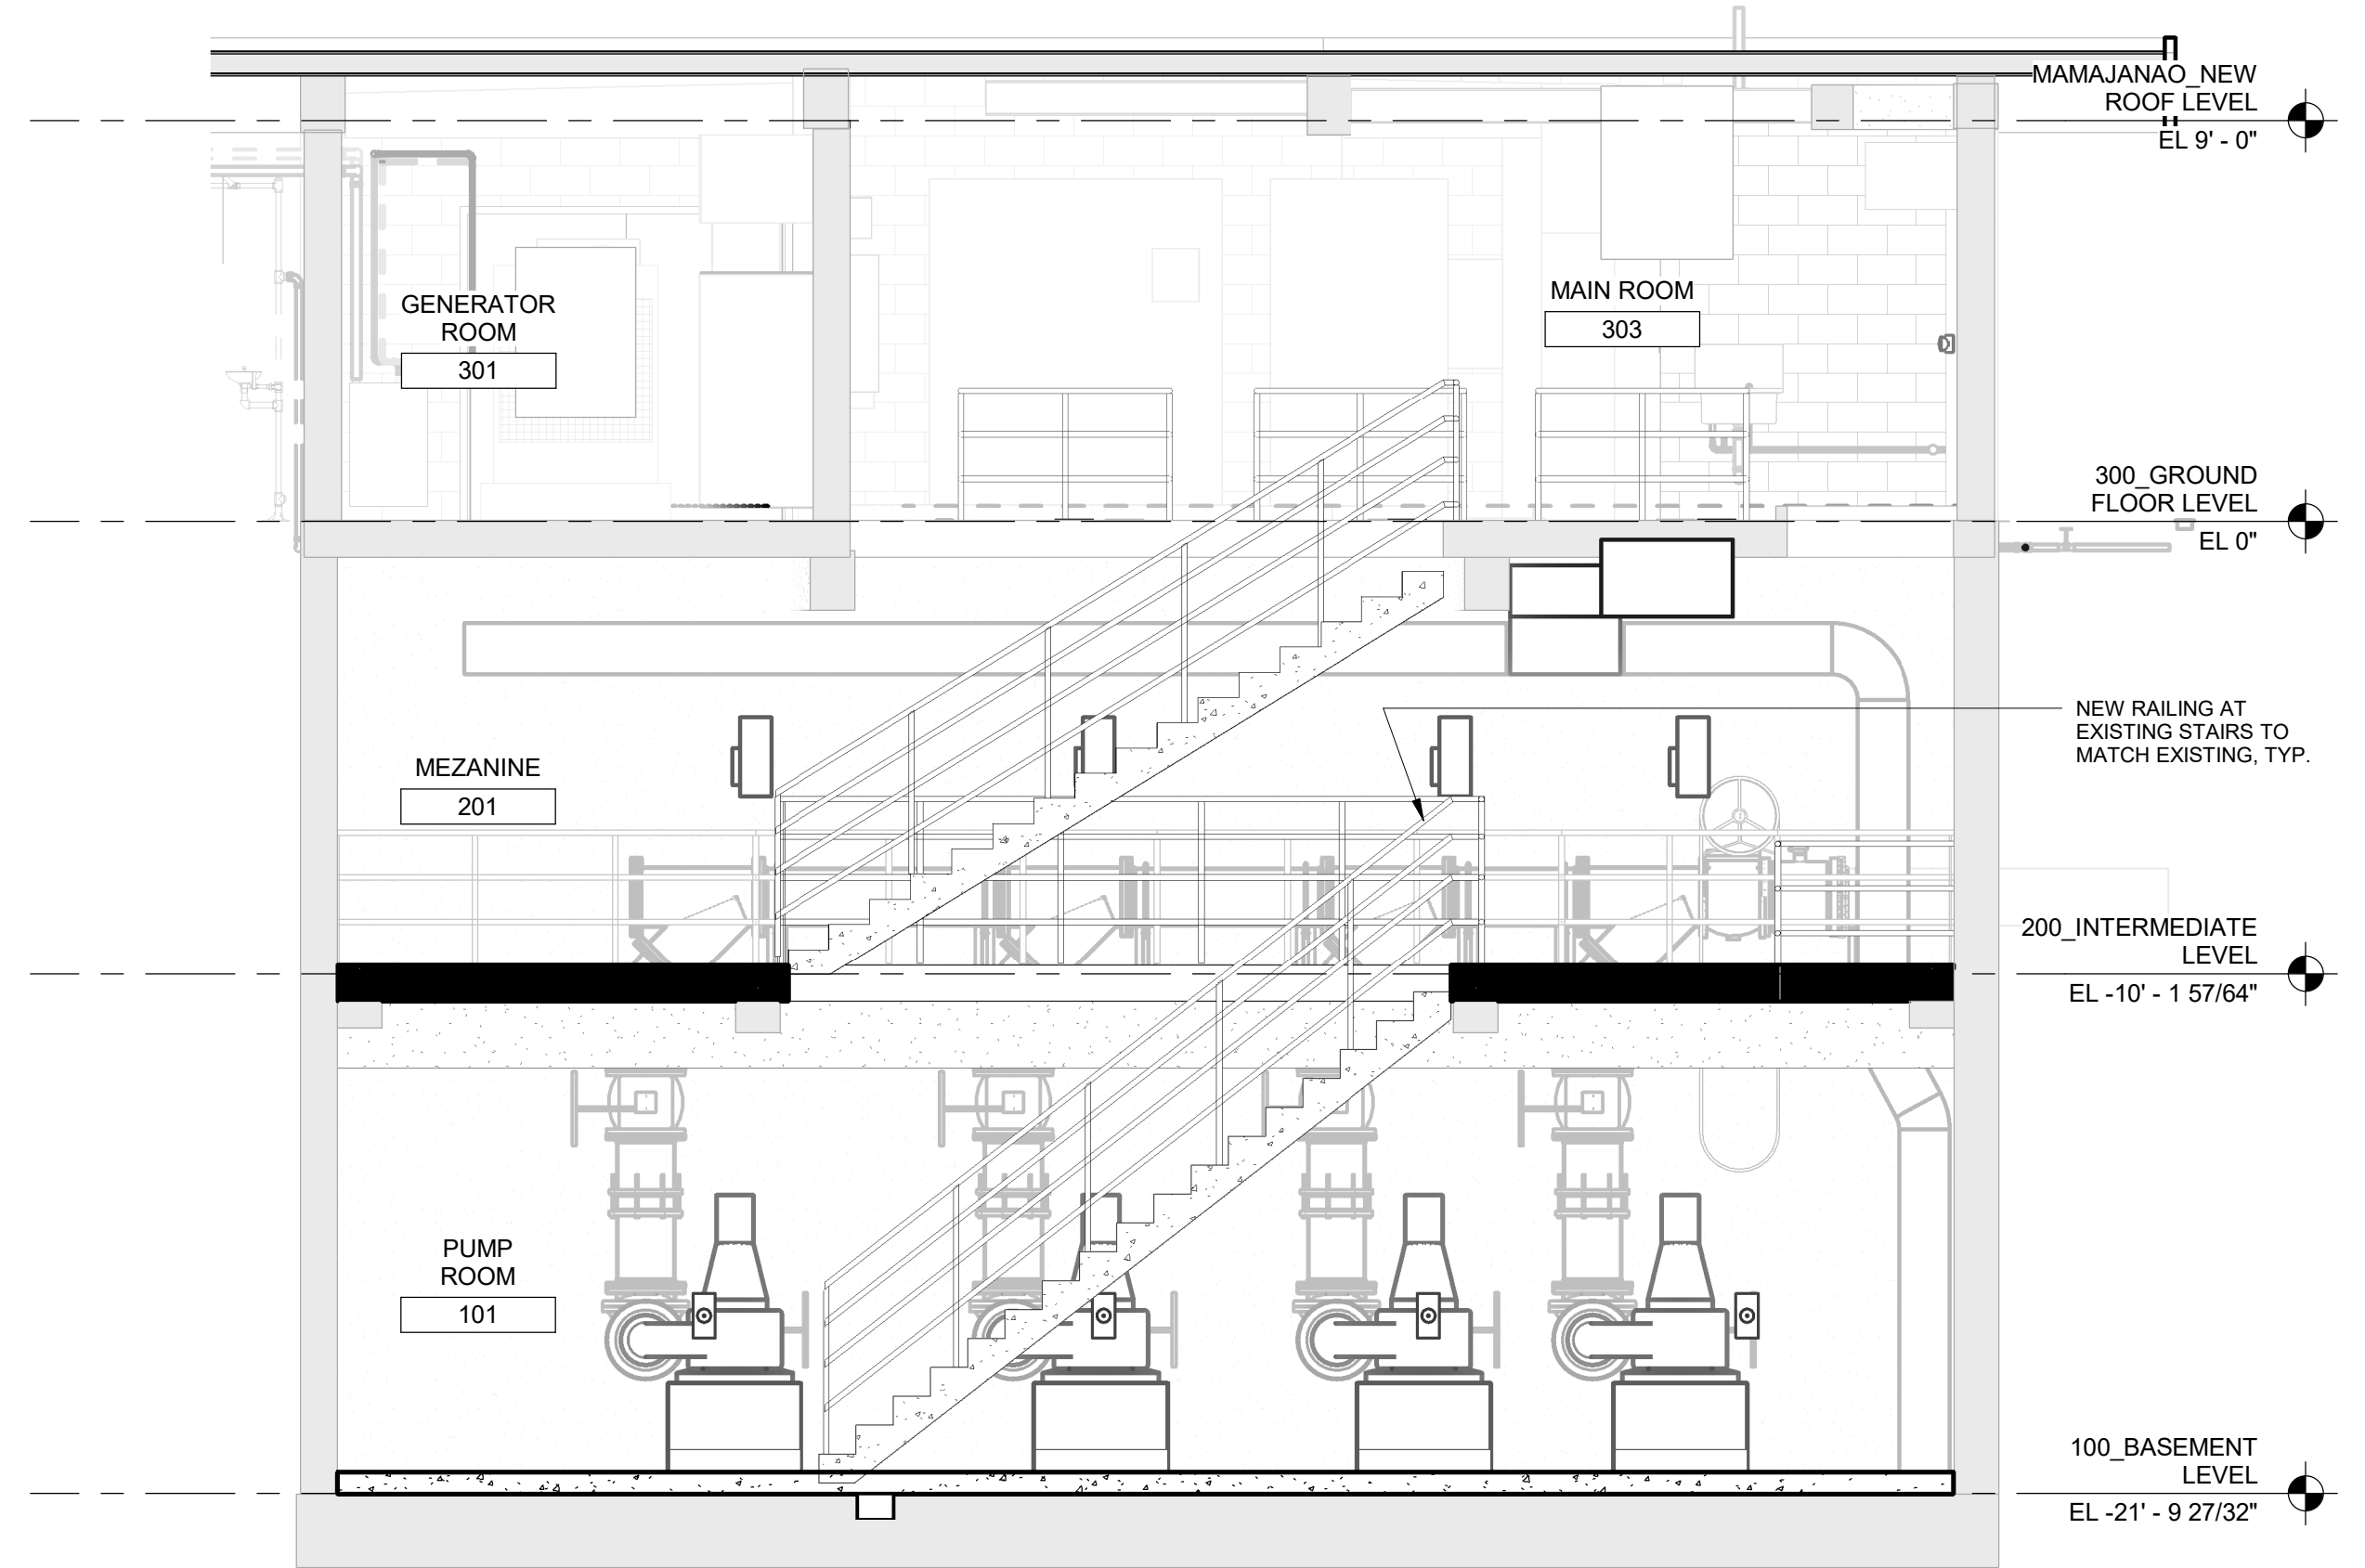 MAMAJANAO_NEW
ROOF LEVEL
EL 9' - 0"
GENERATOR
ROOM
301
MAIN ROOM
303
300_GROUND
FLOOR LEVEL
EL 0"
NEW RAILING AT
EXISTING STAIRS TO
MATCH EXISTING, TYP.
MEZANINE
201
200_INTERMEDIATE
LEVEL
EL -10' - 1 57/64"
PUMP
ROOM
101
100_BASEMENT
LEVEL
EL -21' - 9 27/32"